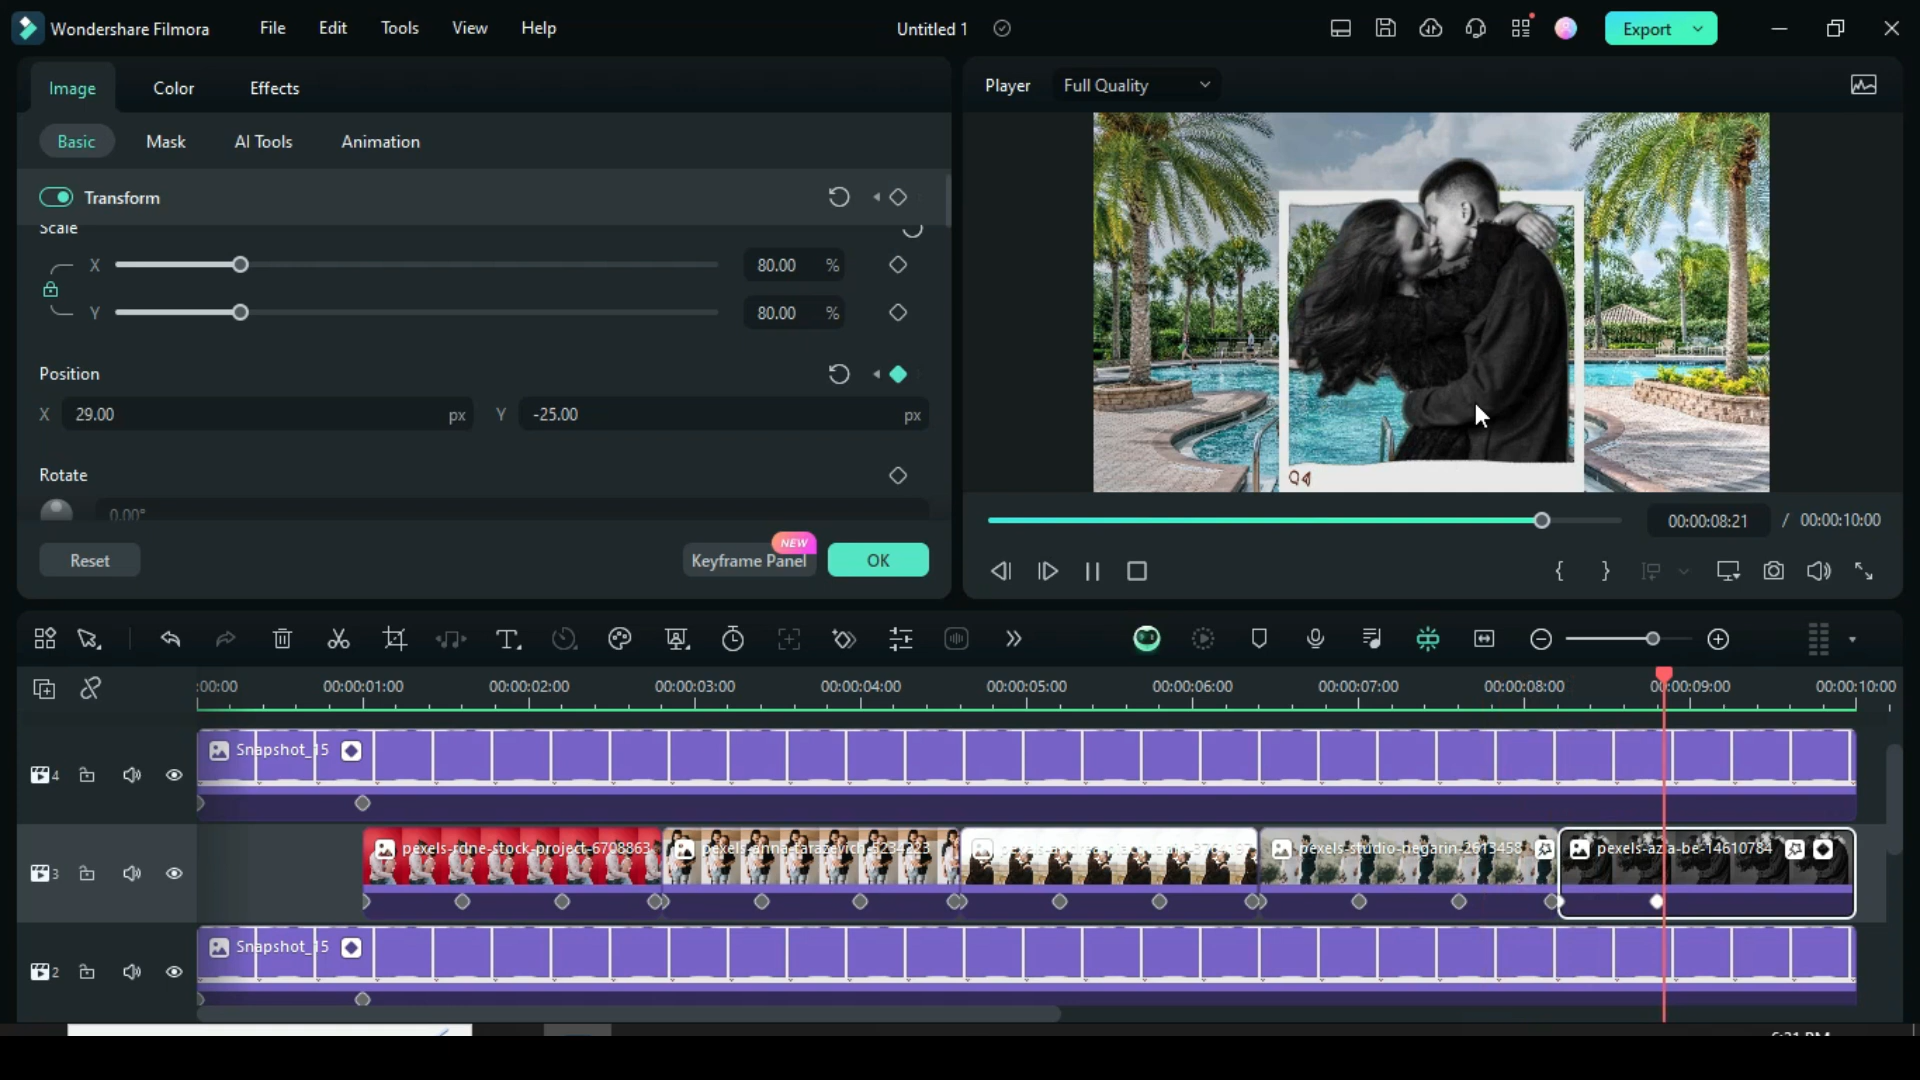 Wondershare Filmora File Edit Tools View Help Untitled 1 Export
Image Color Effects
Player Full Quality
Basic Mask AI Tools Animation
Transform
Scale
X 80.00 %
Y 80.00 %
Position
X 29.00 px Y -25.00 px
Rotate
0.00°
Reset Keyframe Panel NEW OK
00:00:08:21 / 00:00:10:00
:00:00 00:00:01:00 00:00:02:00 00:00:03:00 00:00:04:00 00:00:05:00 00:00:06:00 00:00:07:00 00:00:08:00 00:00:09:00 00:00:10:00
4 Snapshot_15
3 pexels-rdne-stock-project-6708863 pexels-anna-tarazevich-5234223 pexels-studio-negarin-2613458 pexels-az a-be-14610784
2 Snapshot_15